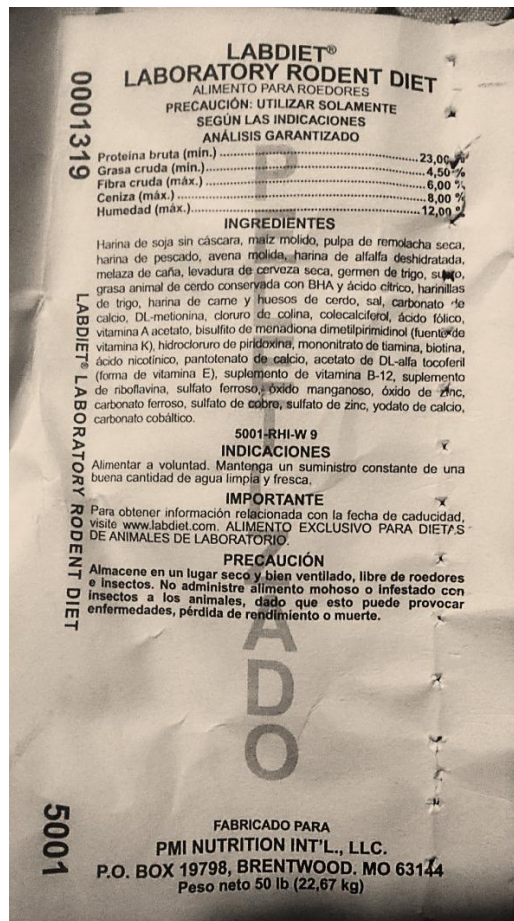 LABDIET®
LABORATORY RODENT DIET
ALIMENTO PARA ROEDORES
PRECAUCIÓN: UTILIZAR SOLAMENTE
SEGÚN LAS INDICACIONES
ANÁLISIS GARANTIZADO
Proteína bruta (mín.) 23,00 %
Grasa cruda (mín.) 4,50 %
Fibra cruda (máx.) 6,00 %
Ceniza (máx.) 8,00 %
Humedad (máx.) 12,00 %
INGREDIENTES
Harina de soja sin cáscara, maíz molido, pulpa de remolacha seca,
harina de pescado, avena molida, harina de alfalfa deshidratada,
melaza de caña, levadura de cerveza seca, germen de trigo,
grasa animal de cerdo conservada con BHA y ácido cítrico, harinillas
de trigo, harina de carne y huesos de cerdo, sal, carbonato de
calcio, DL-metionina, cloruro de colina, colecalciferol, ácido fólico,
vitamina A acetato, bisulfito de menadiona dimetilpirimidinol (fuente de
vitamina K), hidrocloruro de piridoxina, mononitrato de tiamina, biotina,
ácido nicotínico, pantotenato de calcio, acetato de DL-alfa tocoferil
(forma de vitamina E), suplemento de vitamina B-12, suplemento
de riboflavina, sulfato ferroso, óxido manganoso, óxido de zinc,
carbonato ferroso, sulfato de cobre, sulfato de zinc, yodato de calcio,
carbonato cobáltico.
5001-RHI-W 9
INDICACIONES
Alimentar a voluntad. Mantenga un suministro constante de una
buena cantidad de agua limpia y fresca.
IMPORTANTE
Para obtener información relacionada con la fecha de caducidad,
visite www.labdiet.com. ALIMENTO EXCLUSIVO PARA DIETAS
DE ANIMALES DE LABORATORIO.
PRECAUCIÓN
Almacene en un lugar seco y bien ventilado, libre de roedores
e insectos. No administre alimento mohoso o infestado con
insectos a los animales, dado que esto puede provocar
enfermedades, pérdida de rendimiento o muerte.
FABRICADO PARA
PMI NUTRITION INT'L., LLC.
P.O. BOX 19798, BRENTWOOD. MO 63144
Peso neto 50 lb (22,67 kg)
0001319
LABDIET® LABORATORY RODENT DIET
5001
PELETIZADO